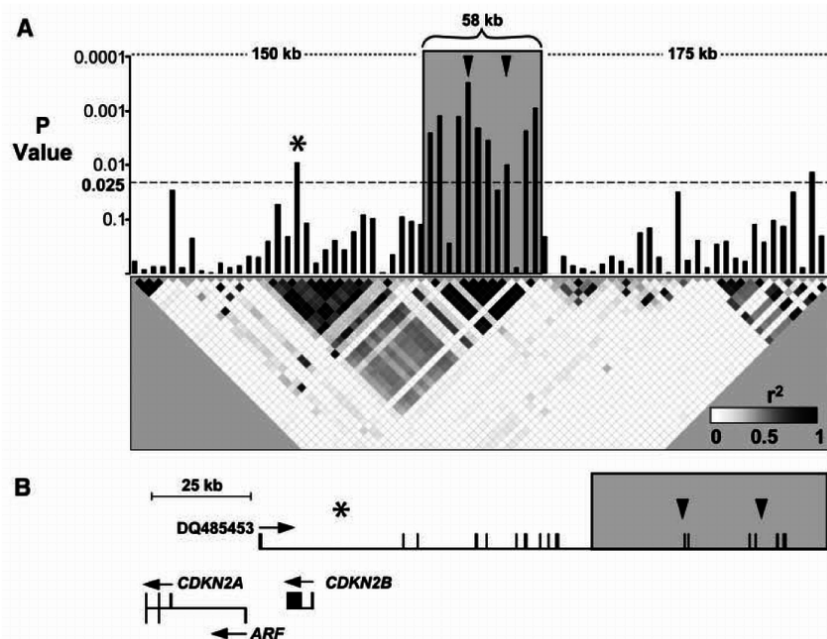 A
58 kb
0.0001
150 kb
175 kb
0.001
P
Value
*
0.01
0.025
0.1
r²
0 0.5 1
B
25 kb
*
DQ485453
CDKN2A
CDKN2B
ARF